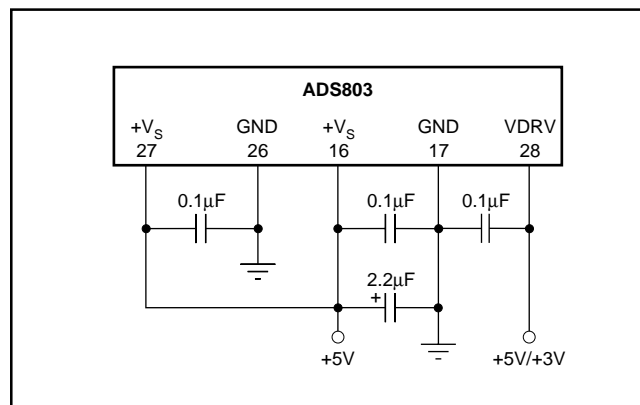 ADS803
+VS GND +VS GND VDRV
27 26 16 17 28
0.1µF 0.1µF 0.1µF
2.2µF
+
+5V +5V/+3V